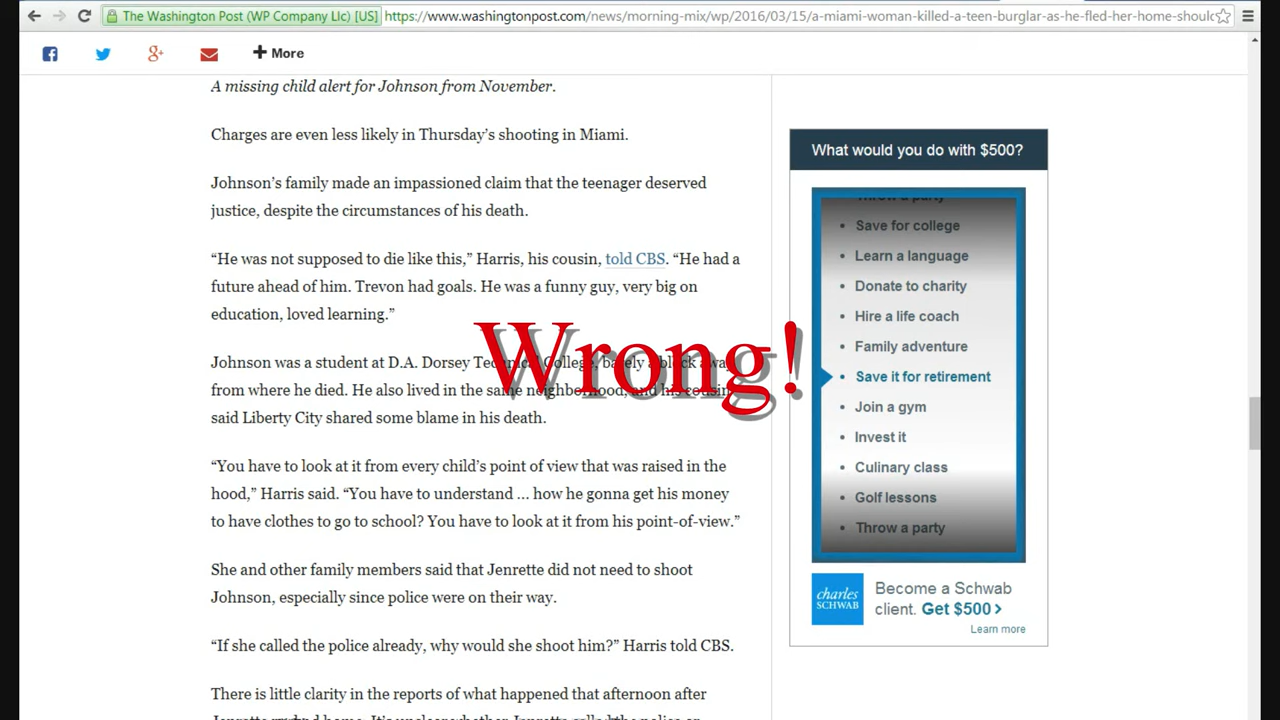 The Washington Post (WP Company Llc) [US] https://www.washingtonpost.com/news/morning-mix/wp/2016/03/15/a-miami-woman-killed-a-teen-burglar-as-he-fled-her-home-should
More
A missing child alert for Johnson from November.
Charges are even less likely in Thursday's shooting in Miami.
Johnson's family made an impassioned claim that the teenager deserved
justice, despite the circumstances of his death.
“He was not supposed to die like this,” Harris, his cousin, told CBS. “He had a
future ahead of him. Trevon had goals. He was a funny guy, very big on
education, loved learning.”
Wrong!
Johnson was a student at D.A. Dorsey Technical College, barely a block away
from where he died. He also lived in the same neighborhood, and his cousin
said Liberty City shared some blame in his death.
“You have to look at it from every child's point of view that was raised in the
hood,” Harris said. “You have to understand ... how he gonna get his money
to have clothes to go to school? You have to look at it from his point-of-view.”
She and other family members said that Jenrette did not need to shoot
Johnson, especially since police were on their way.
“If she called the police already, why would she shoot him?” Harris told CBS.
There is little clarity in the reports of what happened that afternoon after
What would you do with $500?
Throw a party
Save for college
Learn a language
Donate to charity
Hire a life coach
Family adventure
Save it for retirement
Join a gym
Invest it
Culinary class
Golf lessons
Throw a party
charles
SCHWAB
Become a Schwab
client. Get $500 >
Learn more